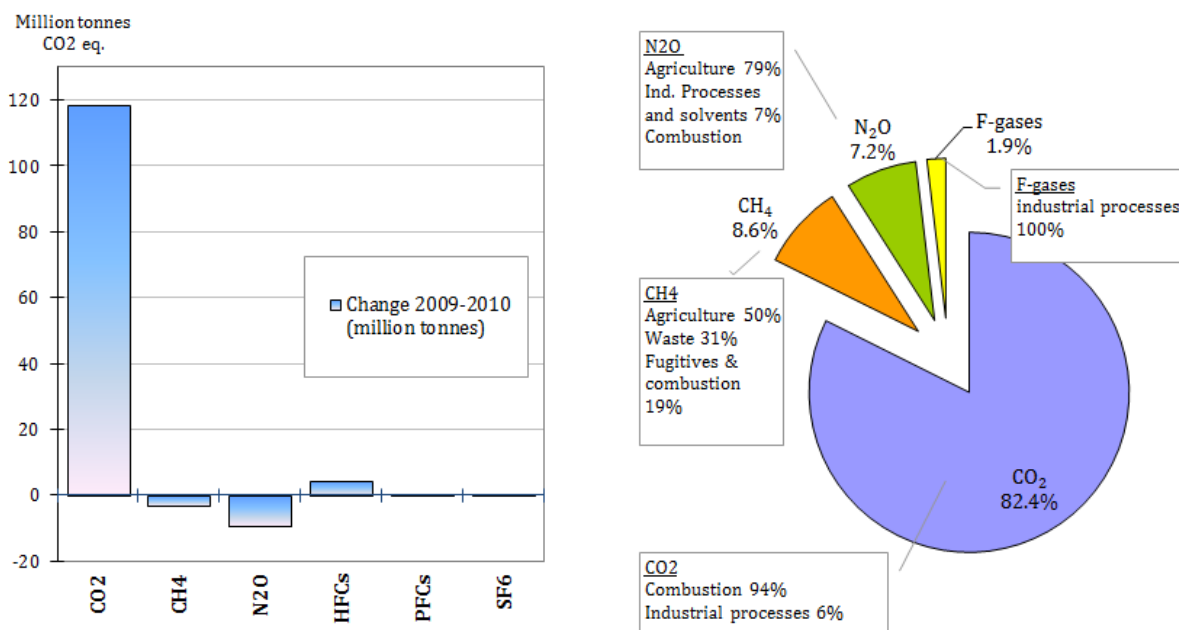 Million tonnes
CO2 eq.
120
100
80
60
40
20
0
-20
CO2
CH4
N2O
HFCs
PFCs
SF6
Change 2009-2010
(million tonnes)
N2O
Agriculture 79%
Ind. Processes
and solvents 7%
Combustion
N₂O
7.2%
F-gases
1.9%
F-gases
industrial processes
100%
CH₄
8.6%
CH4
Agriculture 50%
Waste 31%
Fugitives &
combustion
19%
CO₂
82.4%
CO2
Combustion 94%
Industrial processes 6%